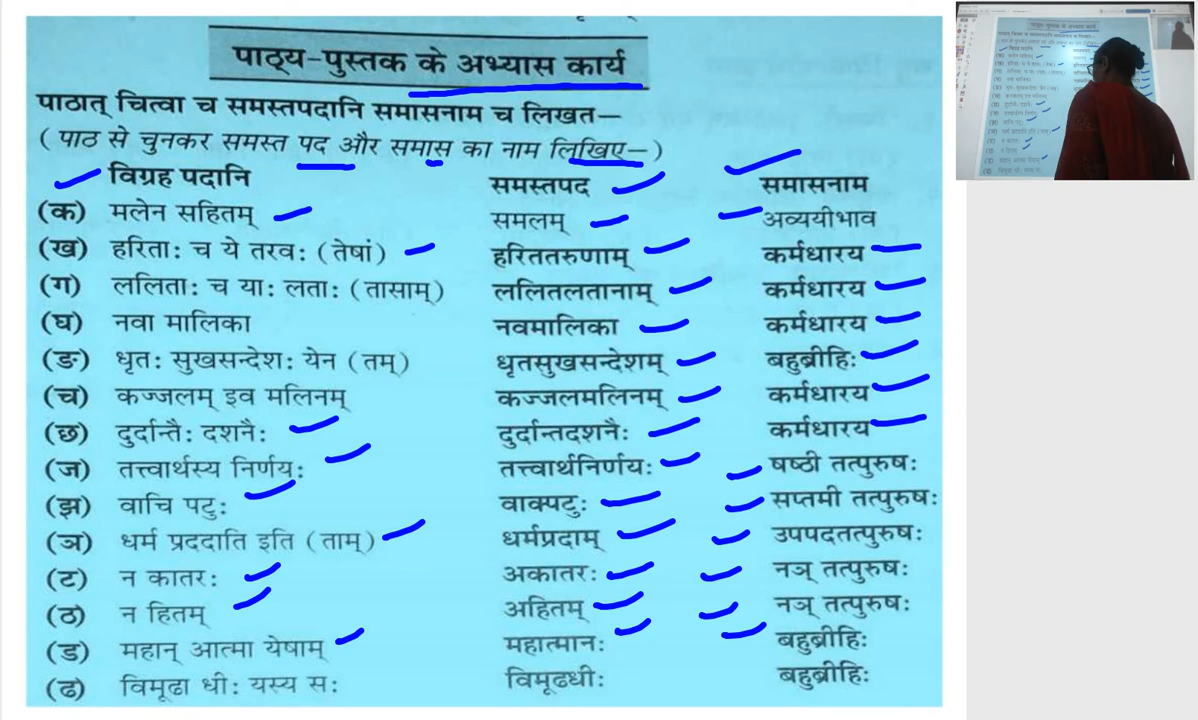 पाठ्य-पुस्तक के अभ्यास कार्य
पाठात् चित्वा च समस्तपदानि समासनाम च लिखत—
( पाठ से चुनकर समस्त पद और समास का नाम लिखिए— )
विग्रह पदानि समस्तपद समासनाम
(क) मलेन सहितम् समलम् अव्ययीभाव
(ख) हरिताः च ये तरवः (तेषां) हरिततरुणाम् कर्मधारय
(ग) ललिताः च याः लताः (तासाम्) ललितलतानाम् कर्मधारय
(घ) नवा मालिका नवमालिका कर्मधारय
(ङ) धृतः सुखसन्देशः येन (तम्) धृतसुखसन्देशम् बहुब्रीहिः
(च) कज्जलम् इव मलिनम् कज्जलमलिनम् कर्मधारय
(छ) दुर्दान्तैः दशनैः दुर्दान्तदशनैः कर्मधारय
(ज) तत्त्वार्थस्य निर्णयः तत्त्वार्थनिर्णयः षष्ठी तत्पुरुषः
(झ) वाचि पटुः वाक्पटुः सप्तमी तत्पुरुषः
(ञ) धर्म प्रददाति इति (ताम्) धर्मप्रदाम् उपपदतत्पुरुषः
(ट) न कातरः अकातरः नञ् तत्पुरुषः
(ठ) न हितम् अहितम् नञ् तत्पुरुषः
(ड) महान् आत्मा येषाम् महात्मानः बहुब्रीहिः
(ढ) विमूढा धीः यस्य सः विमूढधीः बहुब्रीहिः